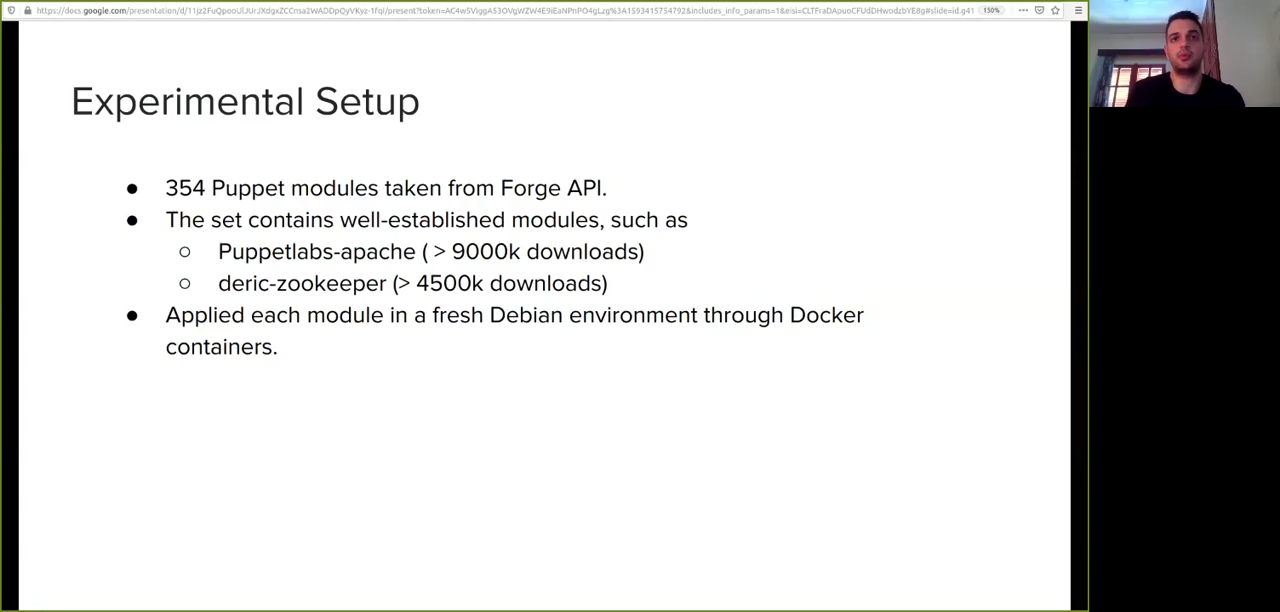 150%
Experimental Setup
● 354 Puppet modules taken from Forge API.
● The set contains well-established modules, such as
○ Puppetlabs-apache ( > 9000k downloads)
○ deric-zookeeper (> 4500k downloads)
● Applied each module in a fresh Debian environment through Docker
containers.